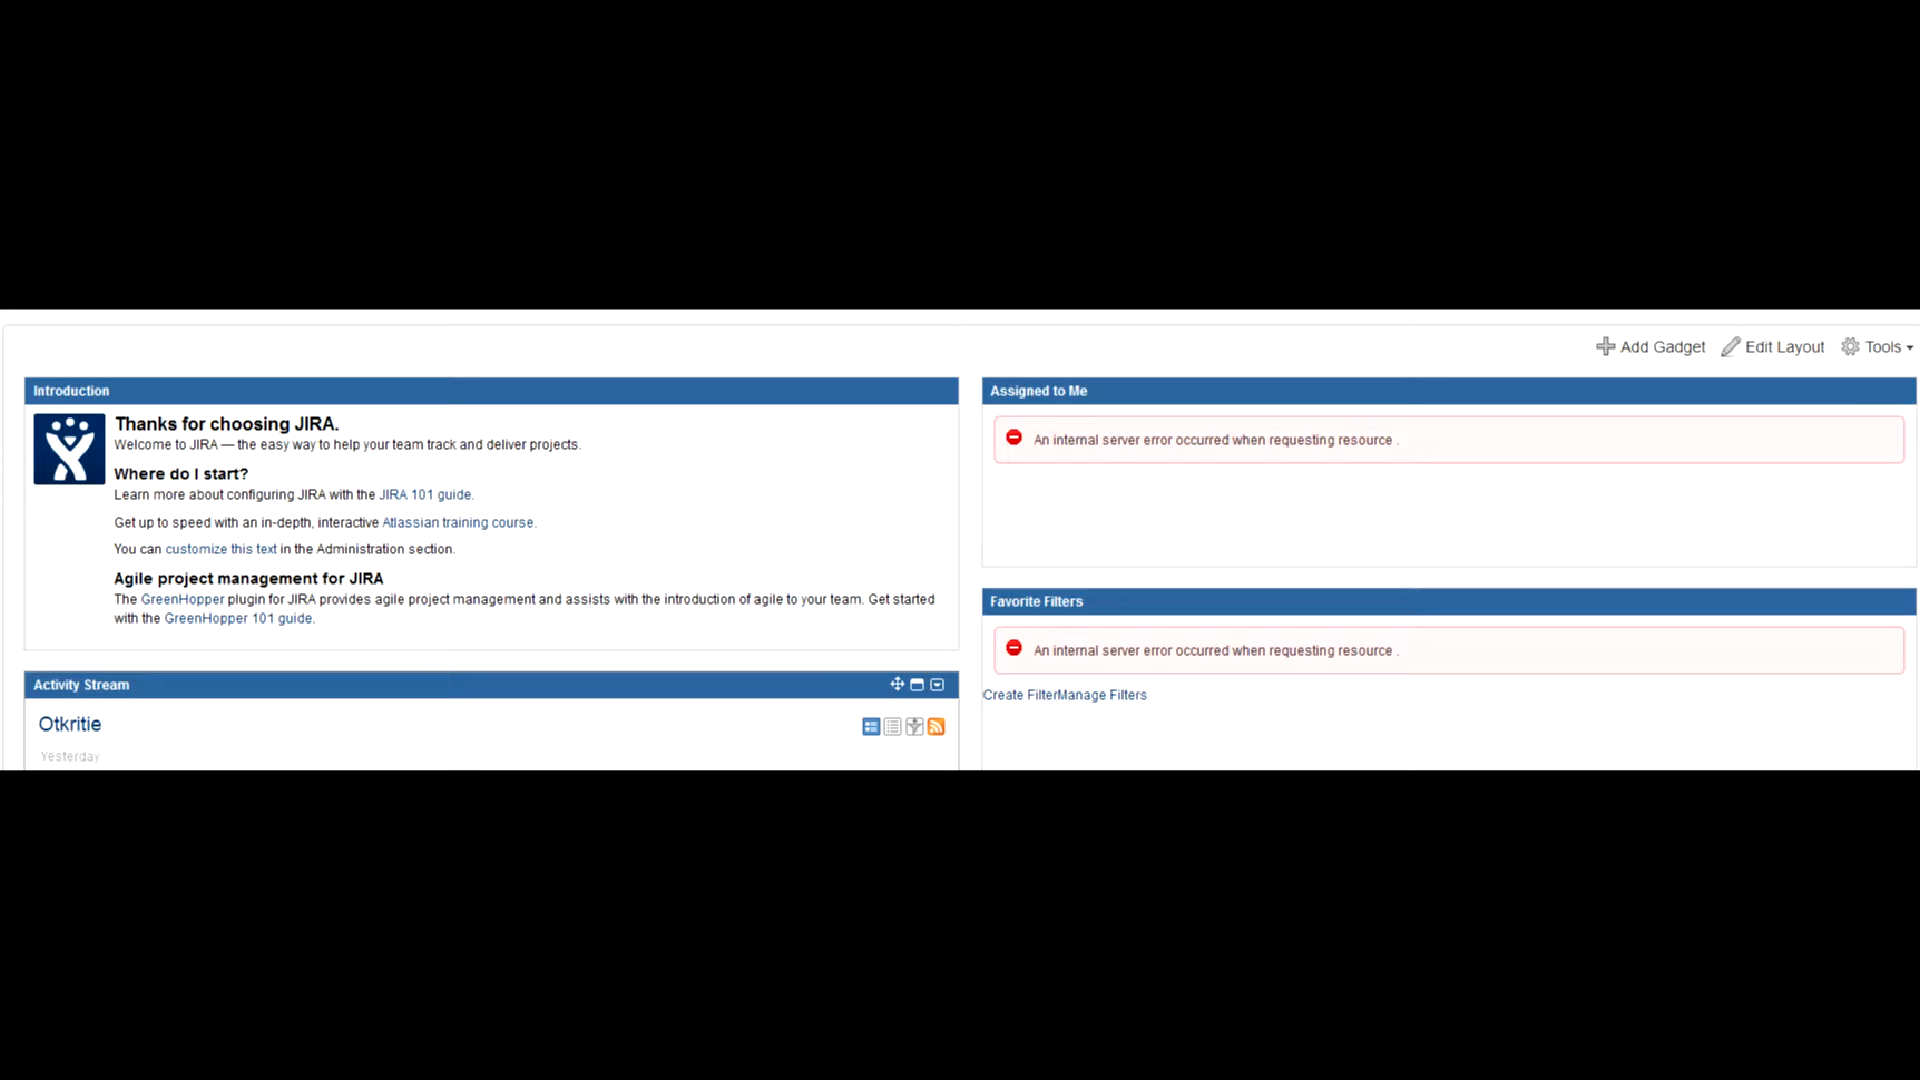 Add Gadget Edit Layout Tools
Introduction
Thanks for choosing JIRA.
Welcome to JIRA — the easy way to help your team track and deliver projects.
Where do I start?
Learn more about configuring JIRA with the JIRA 101 guide.
Get up to speed with an in-depth, interactive Atlassian training course.
You can customize this text in the Administration section.
Agile project management for JIRA
The GreenHopper plugin for JIRA provides agile project management and assists with the introduction of agile to your team. Get started
with the GreenHopper 101 guide.
Activity Stream
Otkritie
Yesterday
Assigned to Me
An internal server error occurred when requesting resource .
Favorite Filters
An internal server error occurred when requesting resource .
Create FilterManage Filters